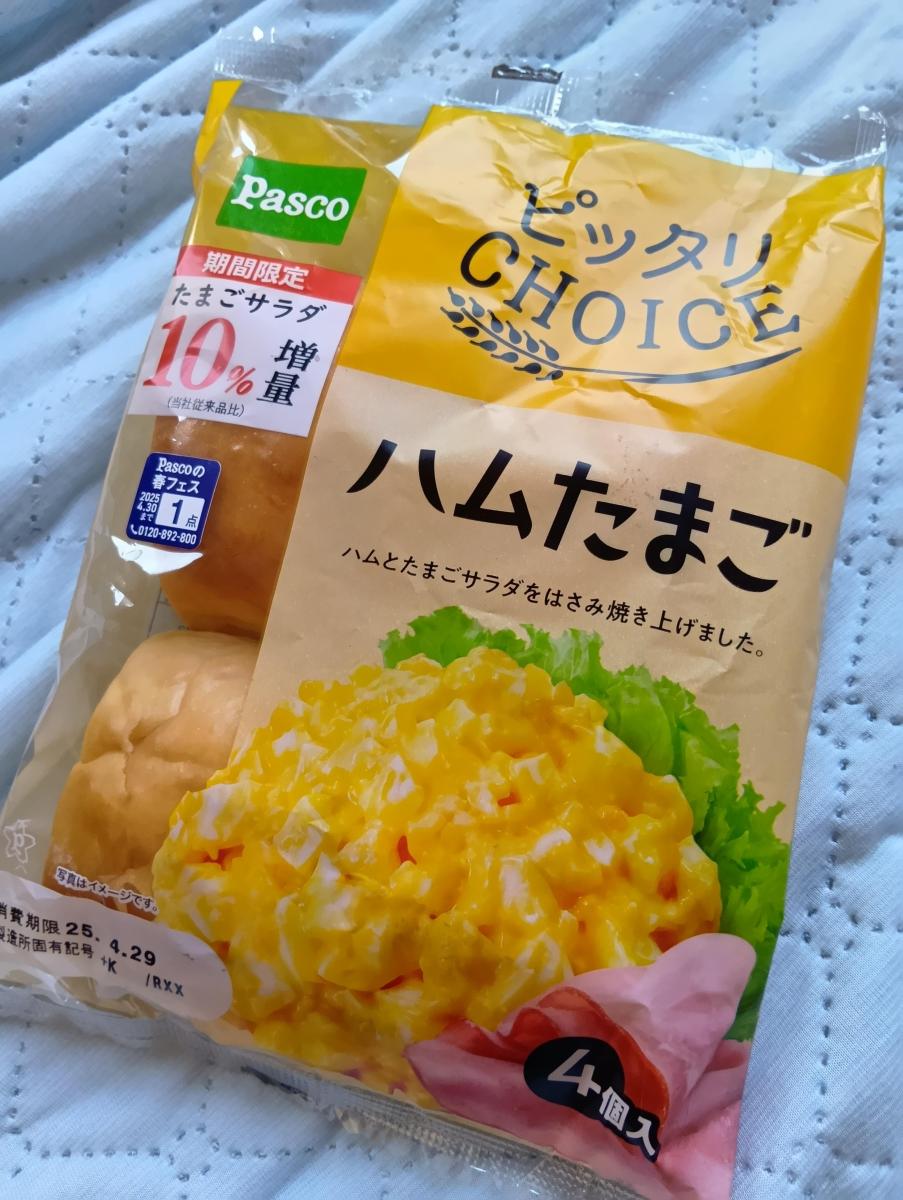 Pasco
期間限定
たまごサラダ
10%
増量
(当社従来品比)
Pascoの
春フェス
2025
4.30
まで
1点
0120-892-800
ピッタリ
CHOICE
ハムたまご
ハムとたまごサラダをはさみ焼き上げました。
写真はイメージです。
消費期限 25. 4.29
製造所固有記号 +K /RXX
4個入